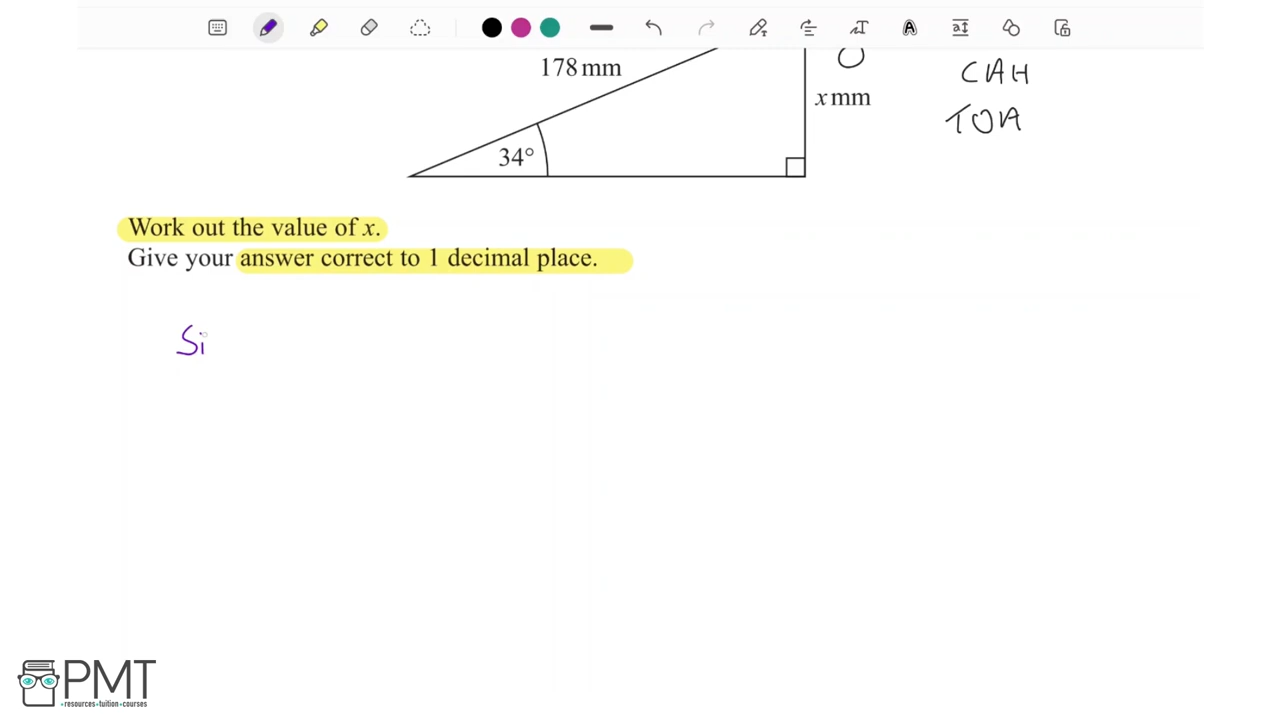 178 mm
O
CAH
x mm
TOA
34°
Work out the value of x.
Give your answer correct to 1 decimal place.
Si
PMT
•resources•tuition•courses